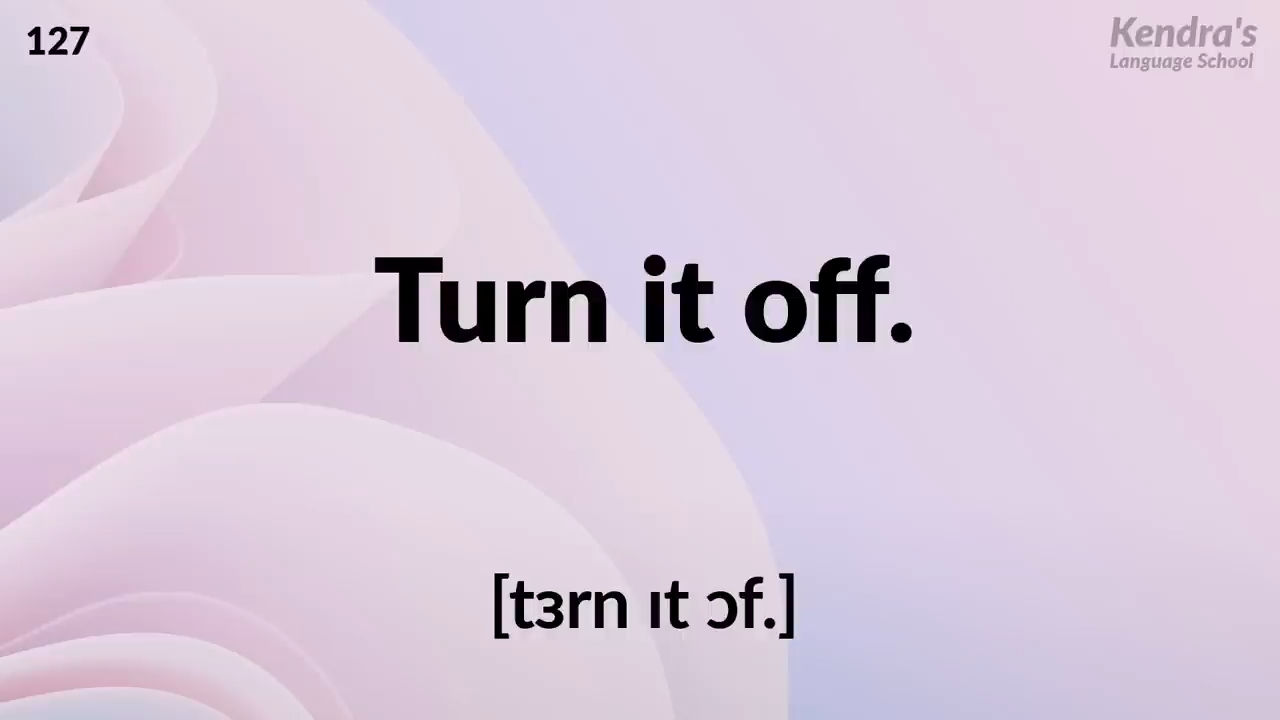 127
Kendra's
Language School
Turn it off.
[tɜrn ɪt ɔf.]